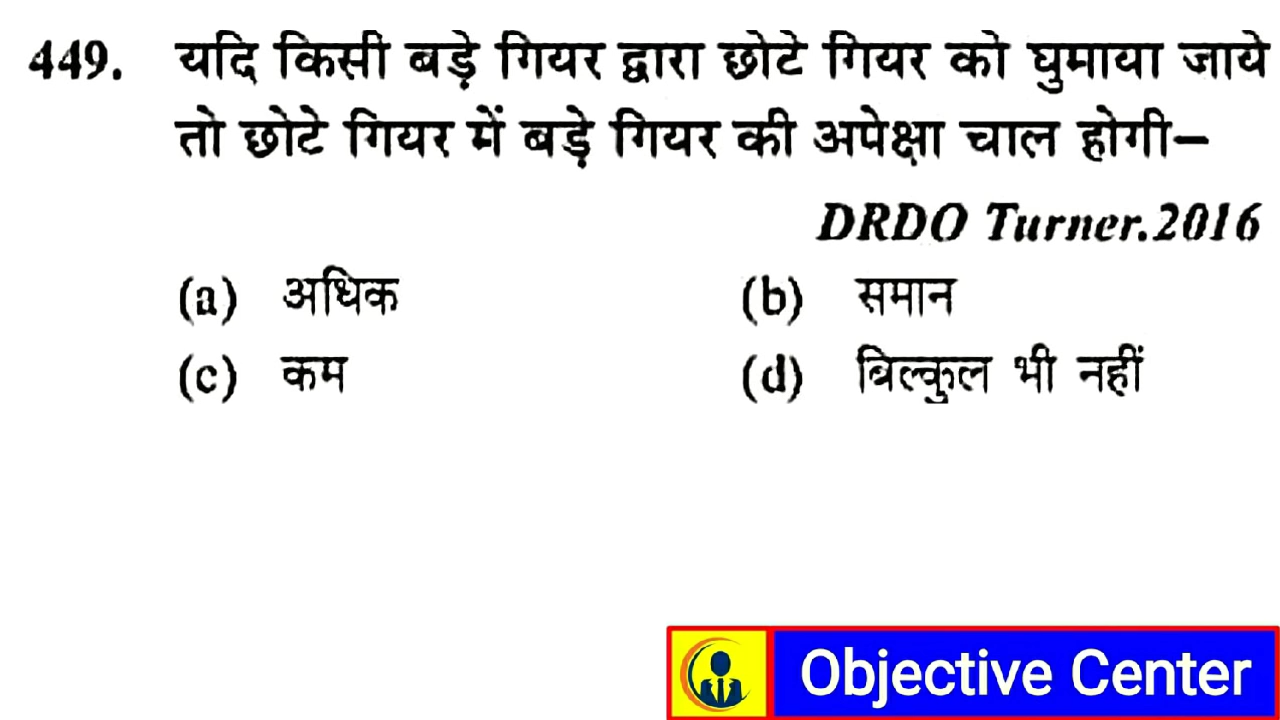 449. यदि किसी बड़े गियर द्वारा छोटे गियर को घुमाया जाये
तो छोटे गियर में बड़े गियर की अपेक्षा चाल होगी–
DRDO Turner.2016
(a) अधिक (b) समान
(c) कम (d) बिल्कुल भी नहीं
Objective Center